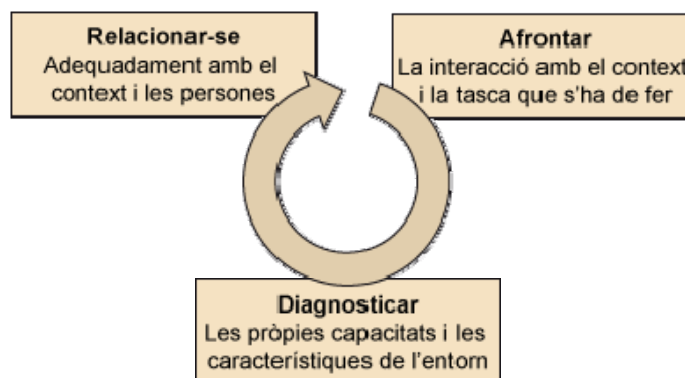 Relacionar-se
Adequadament amb el
context i les persones
Afrontar
La interacció amb el context
i la tasca que s'ha de fer
Diagnosticar
Les pròpies capacitats i les
característiques de l'entorn